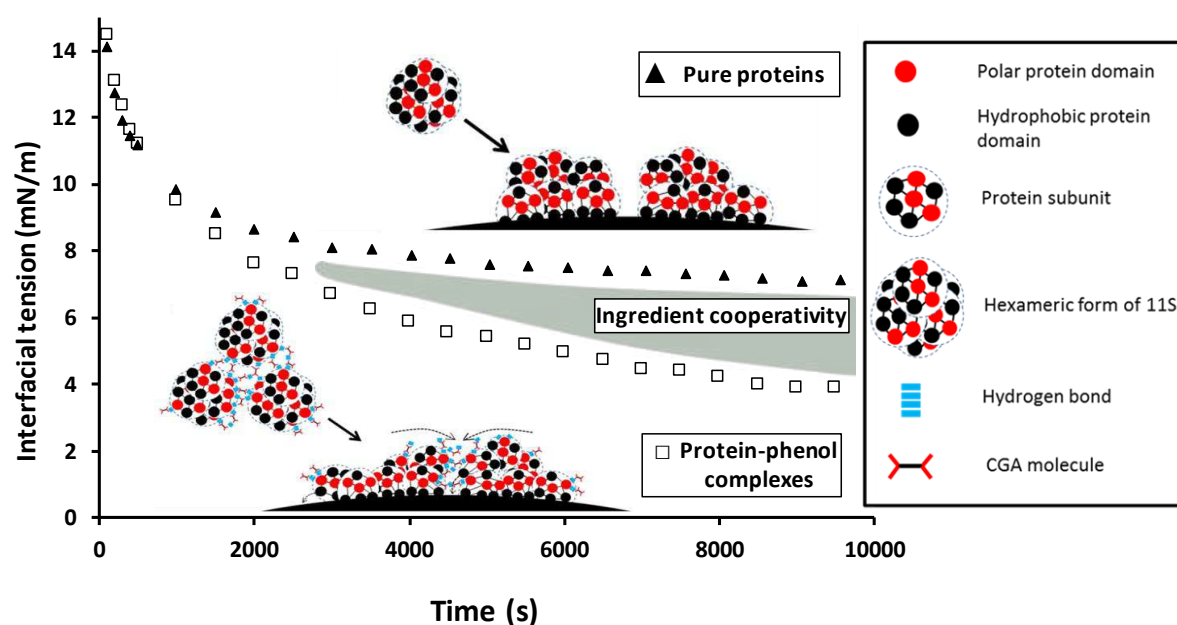 14
12
10
8
6
4
2
0
Interfacial tension (mN/m)
0
2000
4000
6000
8000
10000
Time (s)
Pure proteins
Ingredient cooperativity
Protein-phenol
complexes
Polar protein domain
Hydrophobic protein
domain
Protein subunit
Hexameric form of 11S
Hydrogen bond
CGA molecule